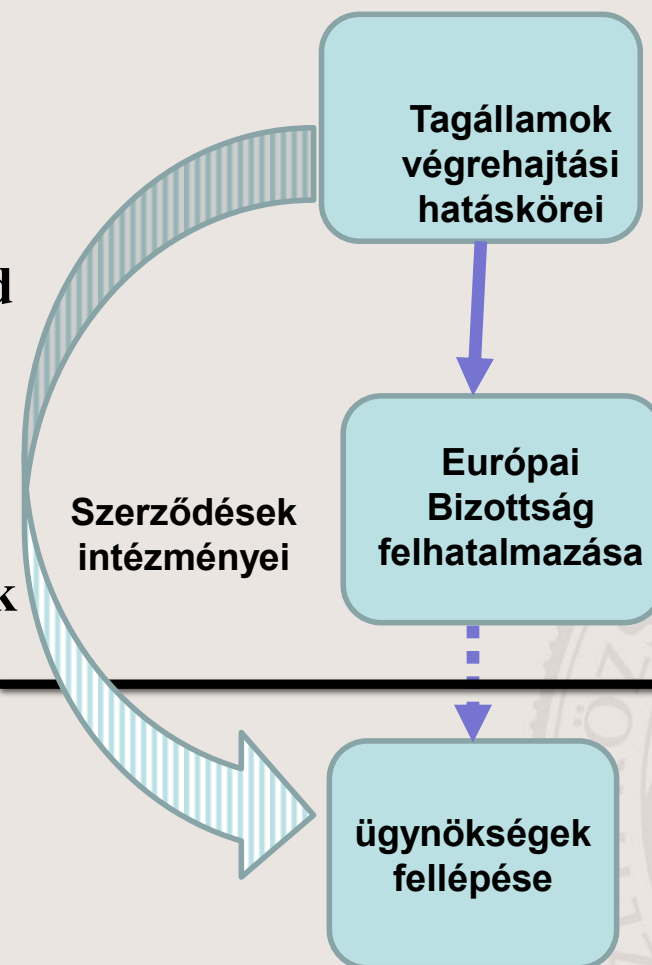 Tagállamok
végrehajtási
hatáskörei
Szerződések
intézményei
Európai
Bizottság
felhatalmazása
ügynökségek
fellépése